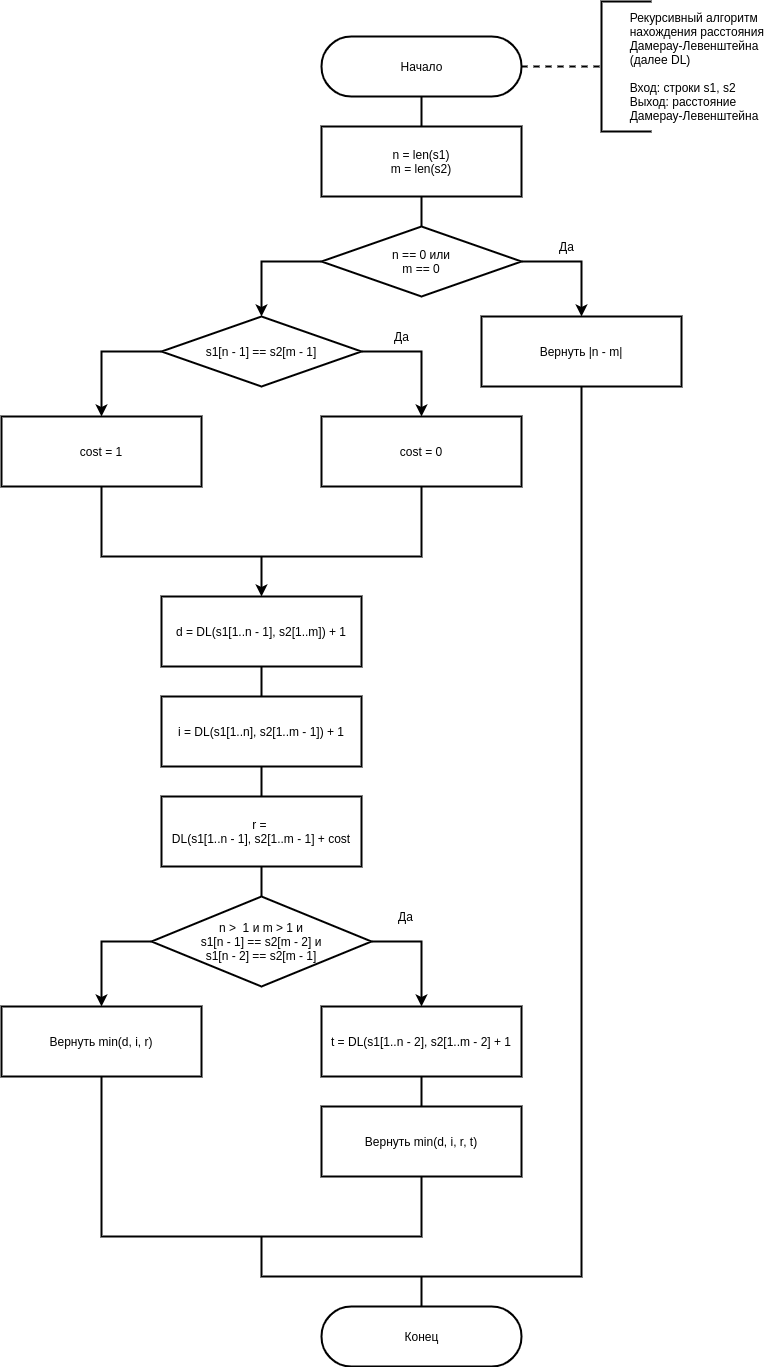 Рекурсивный алгоритм
нахождения расстояния
Дамерау-Левенштейна
(далее DL)
Вход: строки s1, s2
Выход: расстояние
Дамерау-Левенштейна
Начало
n = len(s1)
m = len(s2)
n == 0 или
m == 0
Да
s1[n - 1] == s2[m - 1]
Да
Вернуть |n - m|
cost = 1
cost = 0
d = DL(s1[1..n - 1], s2[1..m]) + 1
i = DL(s1[1..n], s2[1..m - 1]) + 1
r =
DL(s1[1..n - 1], s2[1..m - 1] + cost
n >  1 и m > 1 и
s1[n - 1] == s2[m - 2] и
s1[n - 2] == s2[m - 1]
Да
Вернуть min(d, i, r)
t = DL(s1[1..n - 2], s2[1..m - 2] + 1
Вернуть min(d, i, r, t)
Конец